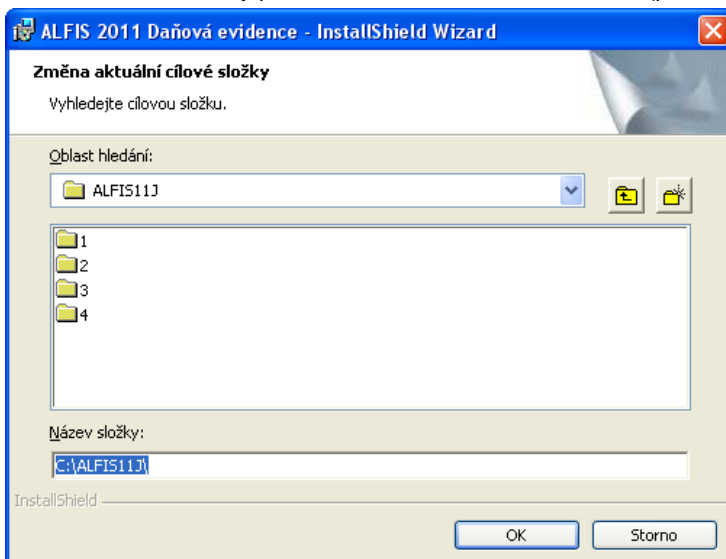 ALFIS 2011 Daňová evidence - InstallShield Wizard
Změna aktuální cílové složky
Vyhledejte cílovou složku.
Oblast hledání:
ALFIS11J
1
2
3
4
Název složky:
C:\ALFIS11J\
InstallShield
OK Storno